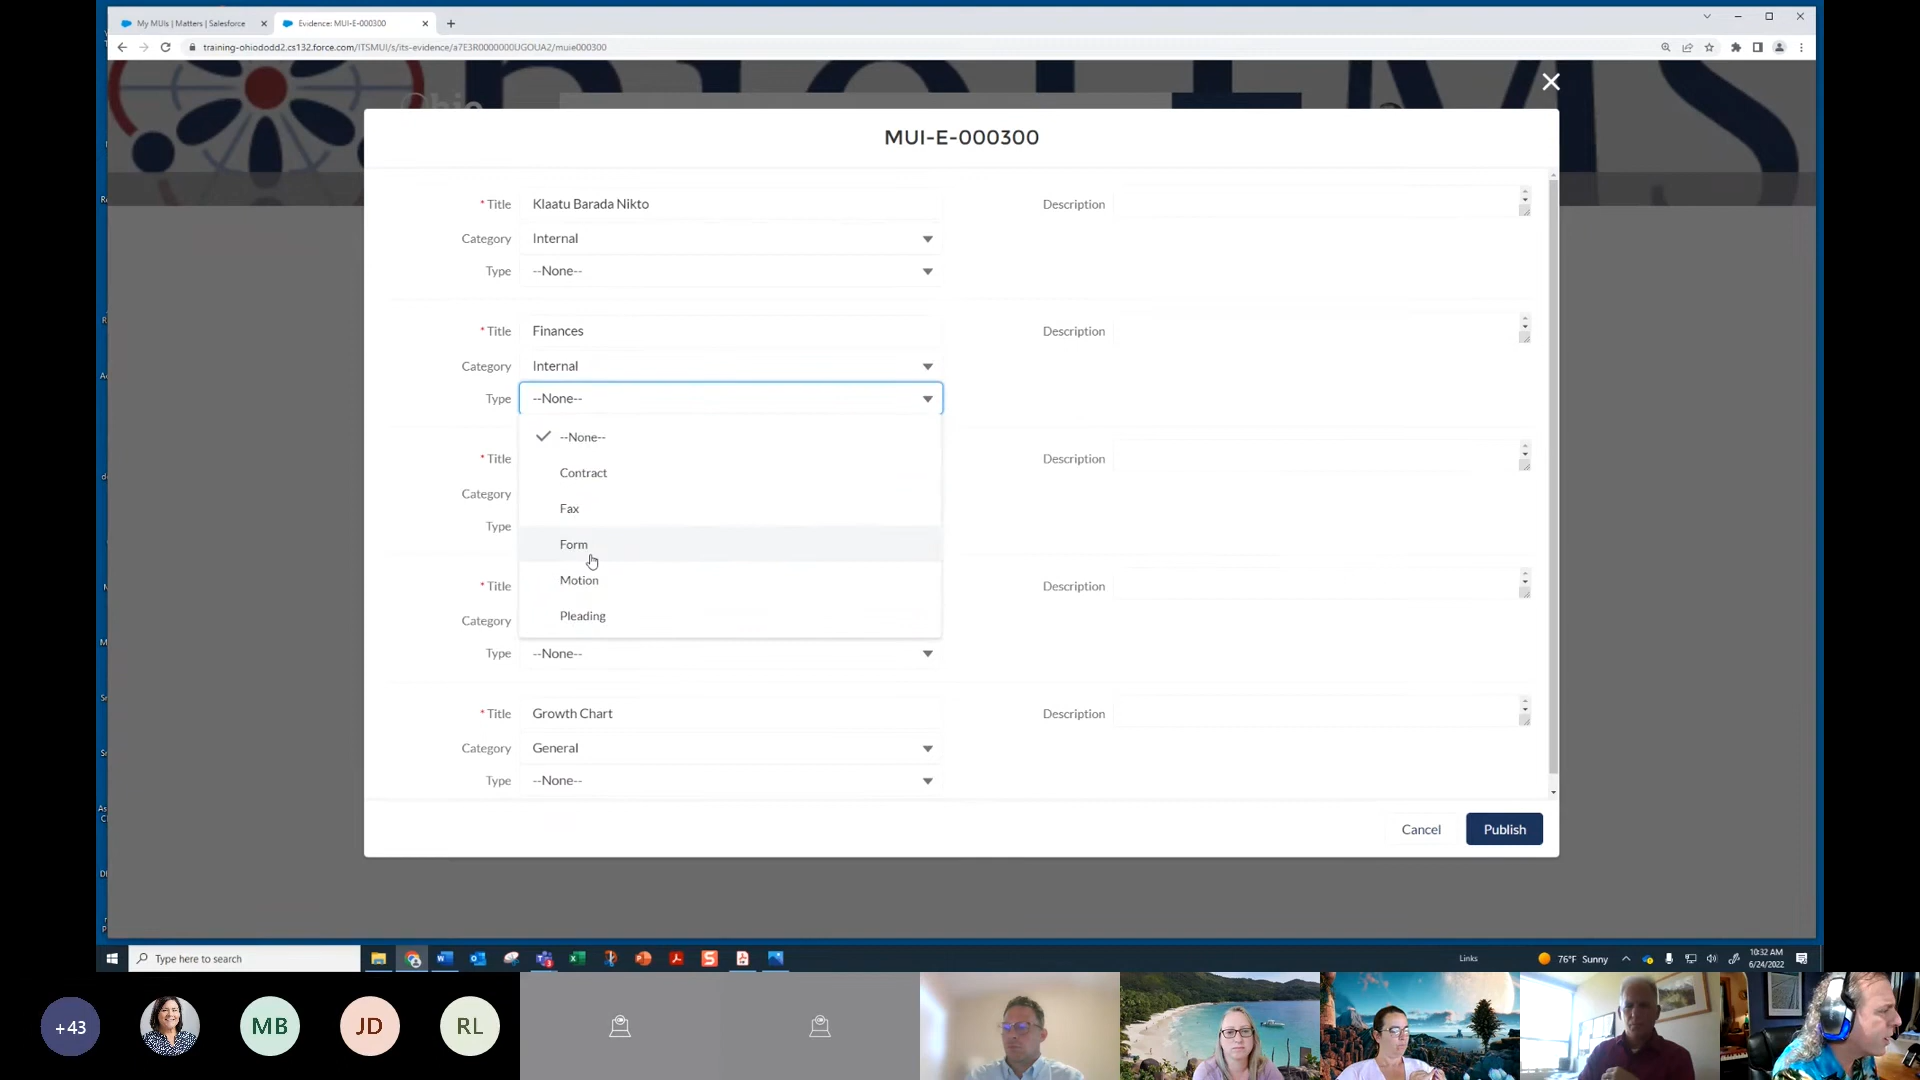 My MUIs | Matters | Salesforce
Evidence: MUI-E-000300
training-ohiododd2.cs132.force.com/ITSMUI/s/its-evidence/a7E3R0000000UGOUA2/muie000300
Ohio
MUI-E-000300
*Title Klaatu Barada Nikto Description
Category Internal
Type --None--
*Title Finances Description
Category Internal
Type --None--
--None--
Contract
Fax
Form
Motion
Pleading
*Title Description
Category
Type
*Title Description
Category
Type --None--
*Title Growth Chart Description
Category General
Type --None--
Cancel Publish
Type here to search
Links
76°F Sunny
10:32 AM
6/24/2022
+43
MB
JD
RL